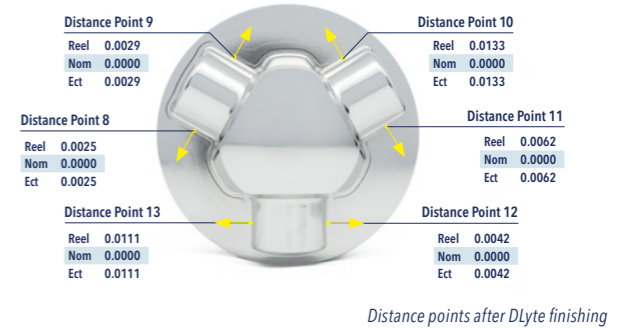 Distance Point 9
Reel 0.0029
Nom 0.0000
Ect 0.0029
Distance Point 10
Reel 0.0133
Nom 0.0000
Ect 0.0133
Distance Point 8
Reel 0.0025
Nom 0.0000
Ect 0.0025
Distance Point 11
Reel 0.0062
Nom 0.0000
Ect 0.0062
Distance Point 13
Reel 0.0111
Nom 0.0000
Ect 0.0111
Distance Point 12
Reel 0.0042
Nom 0.0000
Ect 0.0042
Distance points after DLyte finishing